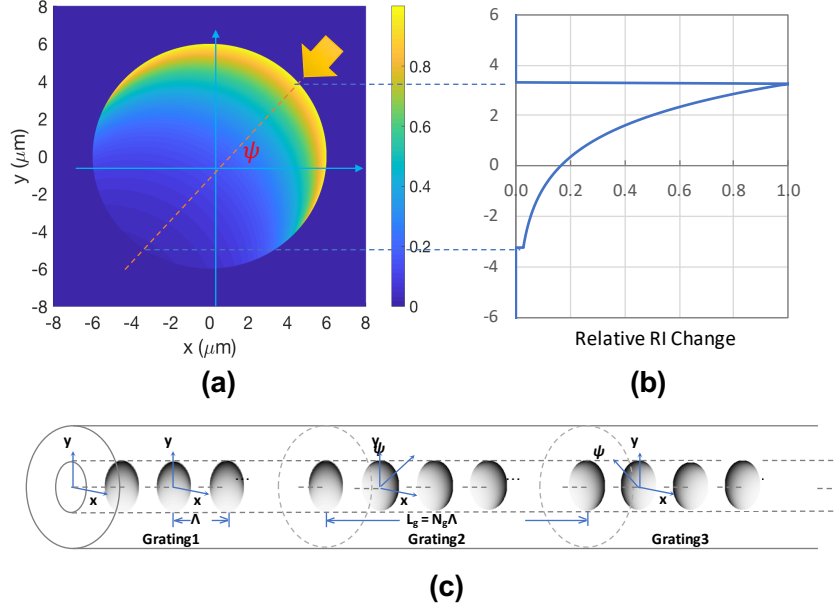 8
6
4
2
0
-2
-4
-6
-8
y (μm)
ψ
-8 -6 -4 -2 0 2 4 6 8
x (μm)
0.8
0.6
0.4
0.2
0
(a)
6
4
2
0
-2
-4
-6
0.0 0.2 0.4 0.6 0.8 1.0
Relative RI Change
(b)
y y y y
ψ ψ
... ... .
x x x x
Λ
Lg = NgΛ
Grating1 Grating2 Grating3
(c)